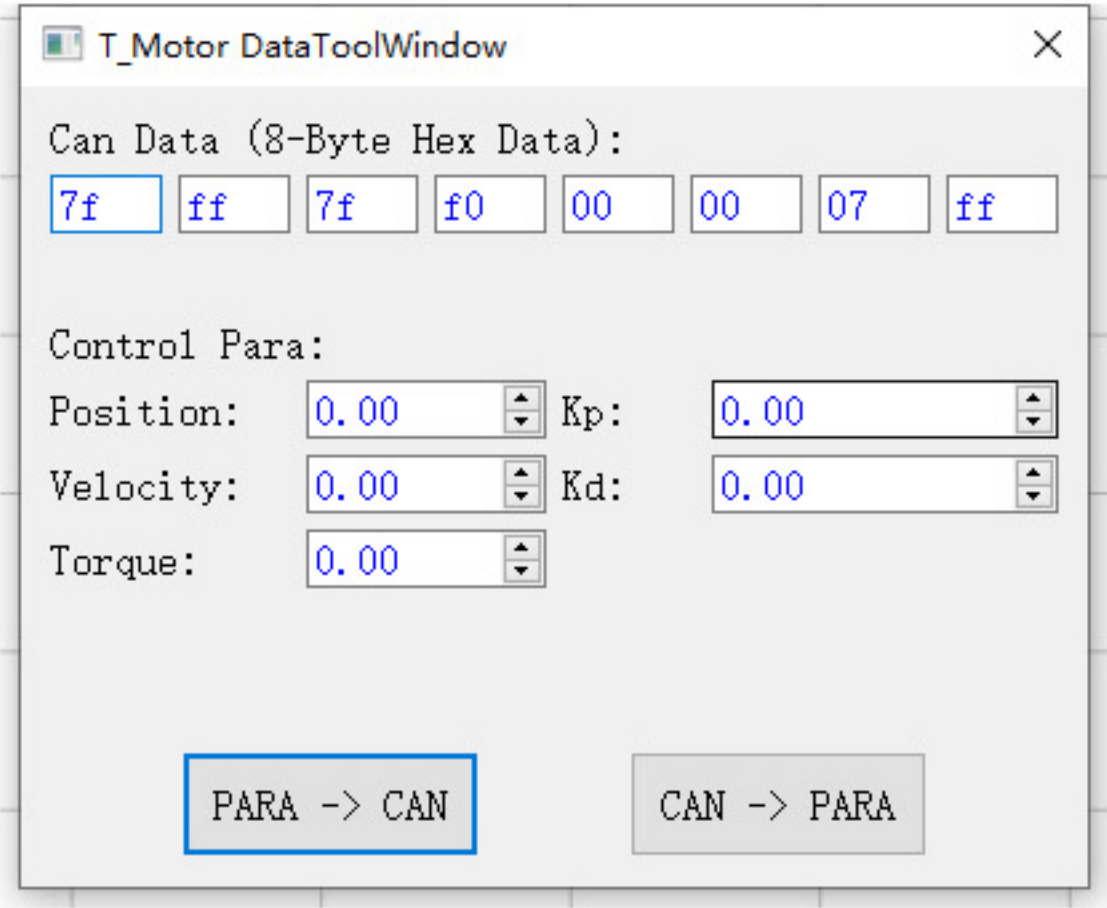 T_Motor DataToolWindow
Can Data (8-Byte Hex Data):
7f ff 7f f0 00 00 07 ff
Control Para:
Position: 0.00 Kp: 0.00
Velocity: 0.00 Kd: 0.00
Torque: 0.00
PARA -> CAN CAN -> PARA